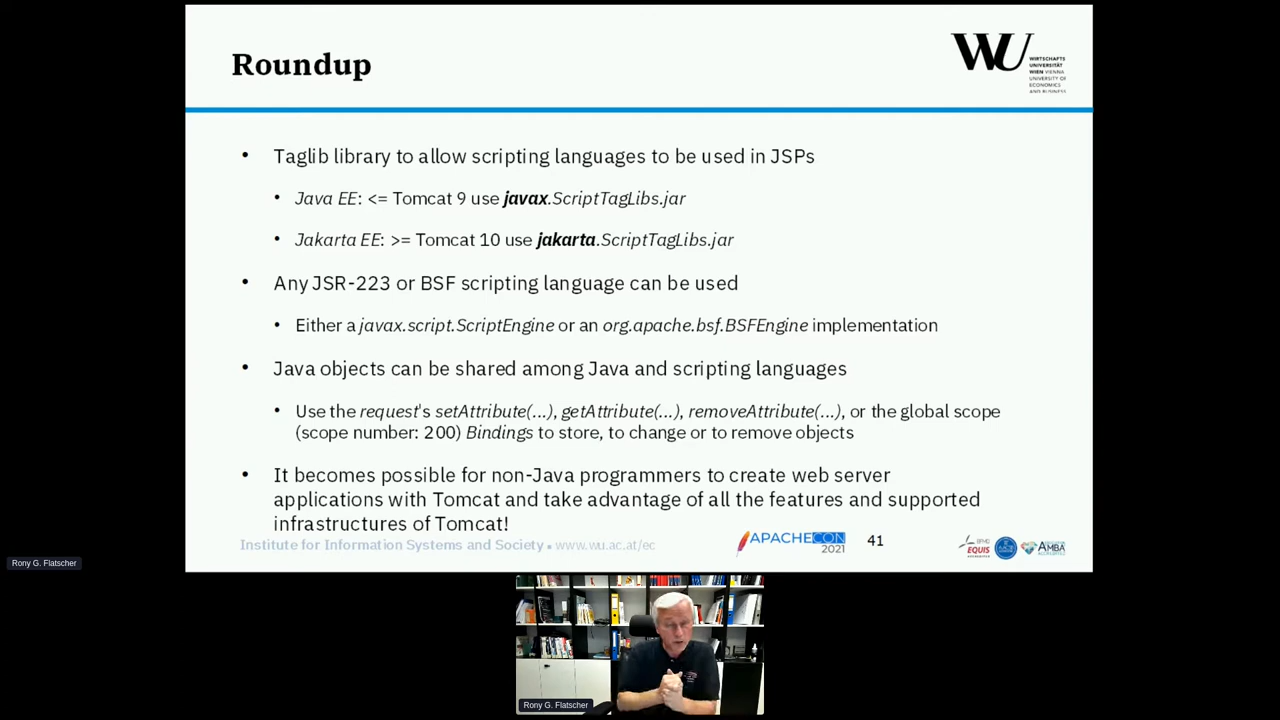 Roundup
WU
WIRTSCHAFTS
UNIVERSITÄT
WIEN VIENNA
UNIVERSITY OF
ECONOMICS
AND BUSINESS
• Taglib library to allow scripting languages to be used in JSPs
• Java EE: <= Tomcat 9 use javax.ScriptTagLibs.jar
• Jakarta EE: >= Tomcat 10 use jakarta.ScriptTagLibs.jar
• Any JSR-223 or BSF scripting language can be used
• Either a javax.script.ScriptEngine or an org.apache.bsf.BSFEngine implementation
• Java objects can be shared among Java and scripting languages
• Use the request's setAttribute(...), getAttribute(...), removeAttribute(...), or the global scope
(scope number: 200) Bindings to store, to change or to remove objects
• It becomes possible for non-Java programmers to create web server
applications with Tomcat and take advantage of all the features and supported
infrastructures of Tomcat!
Institute for Information Systems and Society • www.wu.ac.at/ec
APACHECON
2021
41
EQUIS
AMBA
Rony G. Flatscher
Rony G. Flatscher